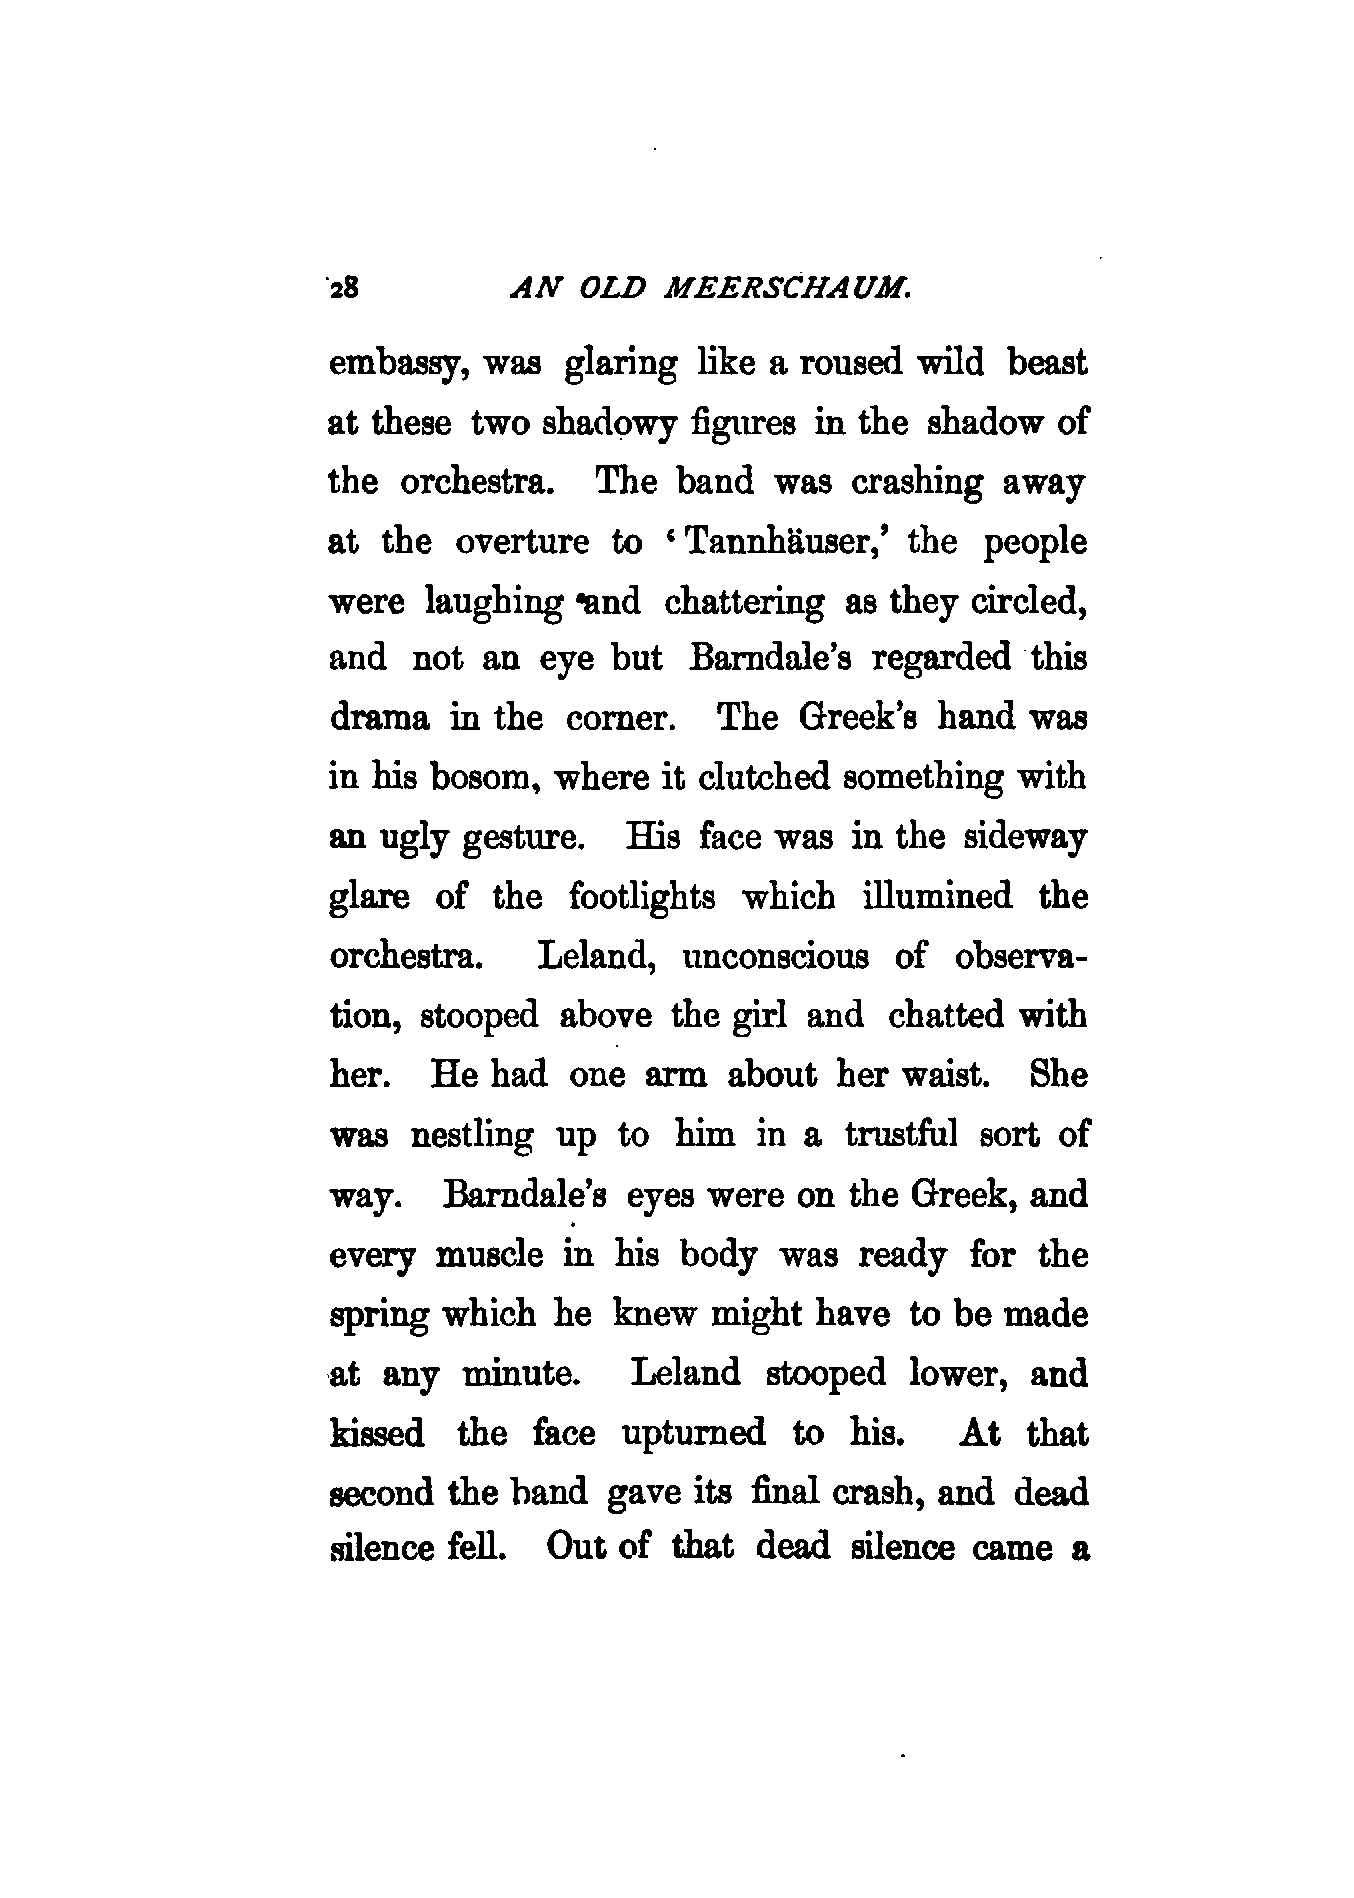 28 AN OLD MEERSCHAUM.
embassy, was glaring like a roused wild beast
at these two shadowy figures in the shadow of
the orchestra. The band was crashing away
at the overture to ‘Tannhäuser,’ the people
were laughing and chattering as they circled,
and not an eye but Barndale’s regarded this
drama in the corner. The Greek’s hand was
in his bosom, where it clutched something with
an ugly gesture. His face was in the sideway
glare of the footlights which illumined the
orchestra. Leland, unconscious of observa-
tion, stooped above the girl and chatted with
her. He had one arm about her waist. She
was nestling up to him in a trustful sort of
way. Barndale’s eyes were on the Greek, and
every muscle in his body was ready for the
spring which he knew might have to be made
at any minute. Leland stooped lower, and
kissed the face upturned to his. At that
second the band gave its final crash, and dead
silence fell. Out of that dead silence came a